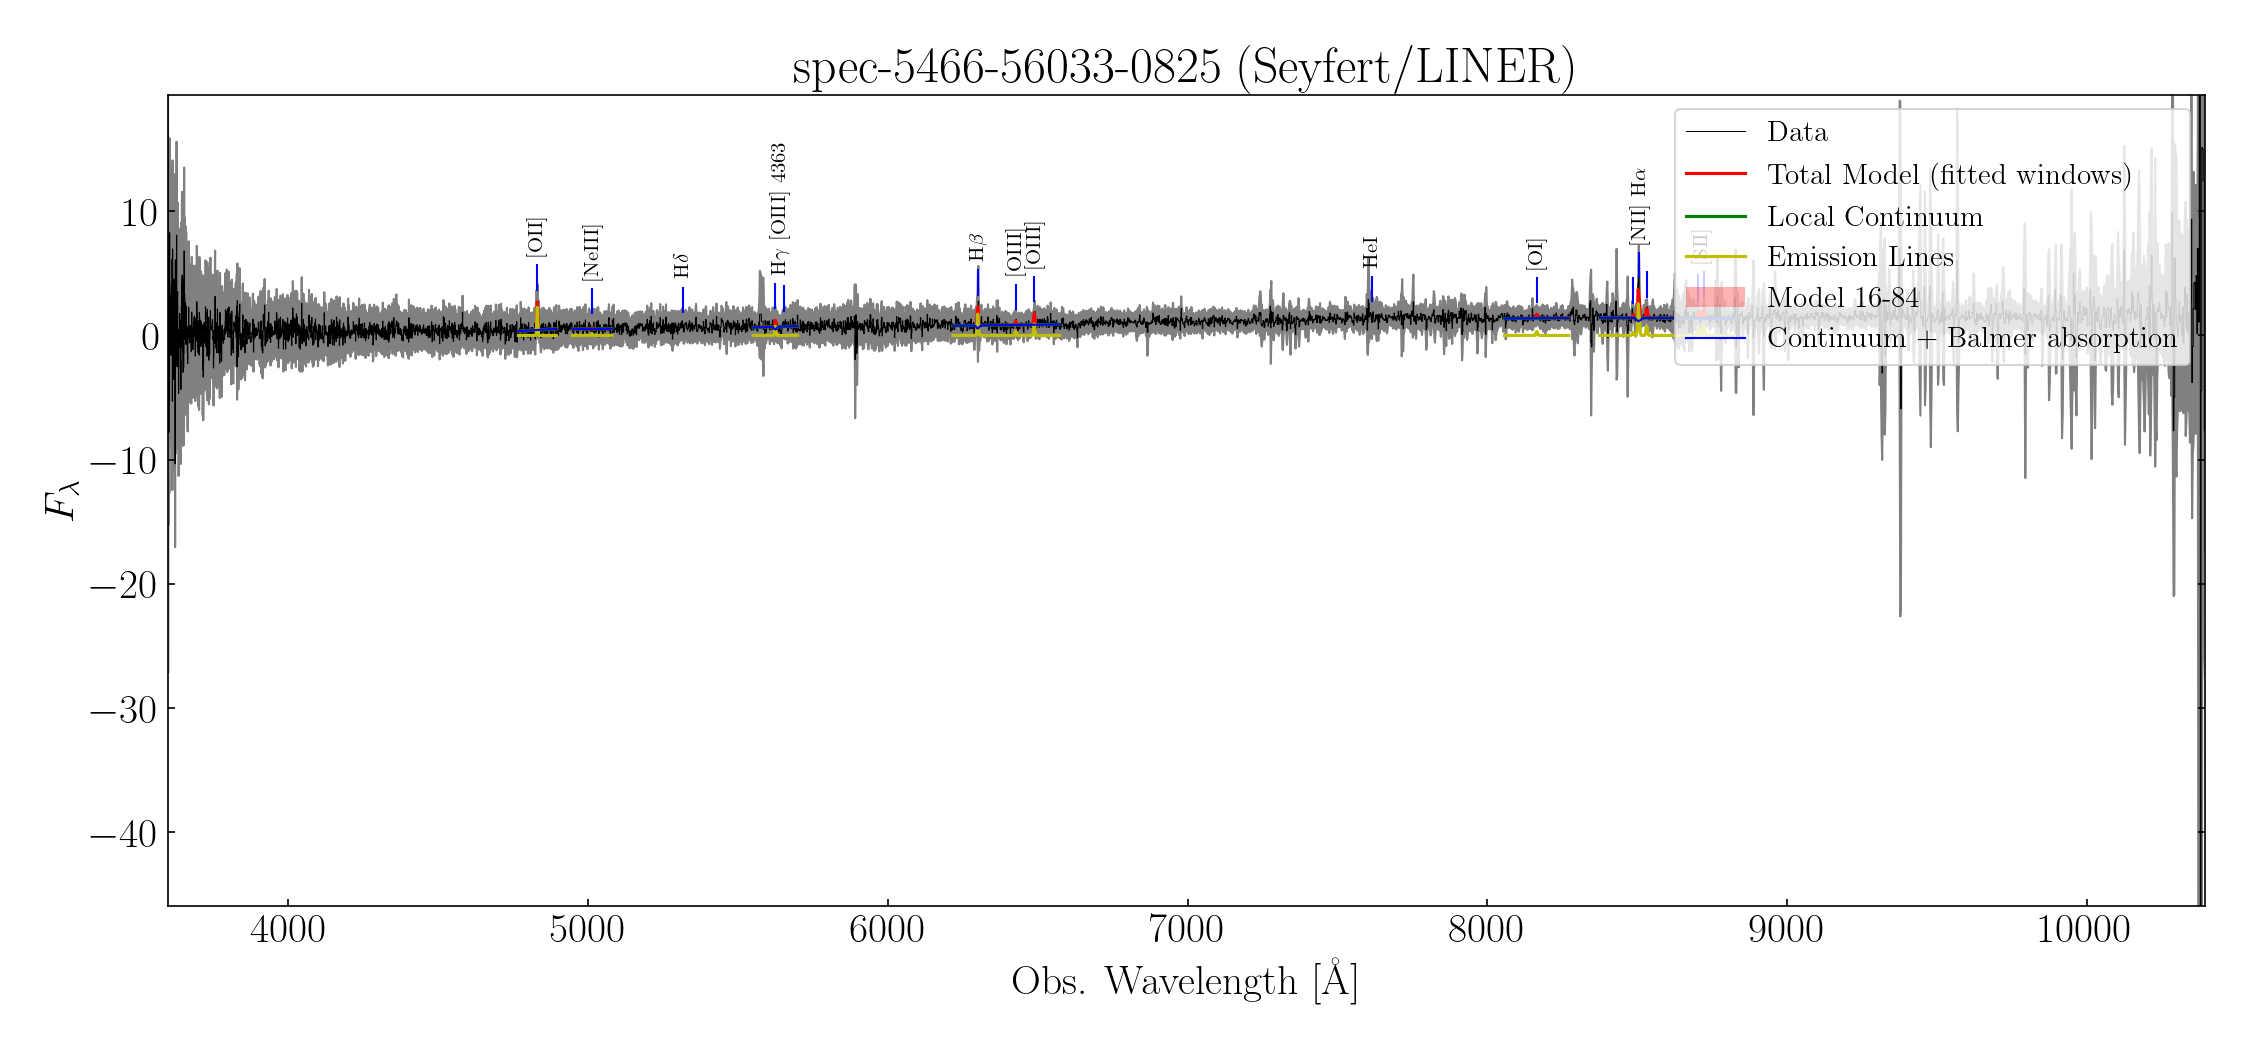 spec-5466-56033-0825 (Seyfert/LINER)
Data
Total Model (fitted windows)
Local Continuum
Emission Lines
Model 16-84
Continuum + Balmer absorption
[OII]
[NeIII]
Hδ
Hγ [OIII] 4363
Hβ
[OIII]
[OIII]
HeI
[OI]
[NII] Hα
[SII]
10
0
−10
−20
−30
−40
F_λ
4000
5000
6000
7000
8000
9000
10000
Obs. Wavelength [Å]